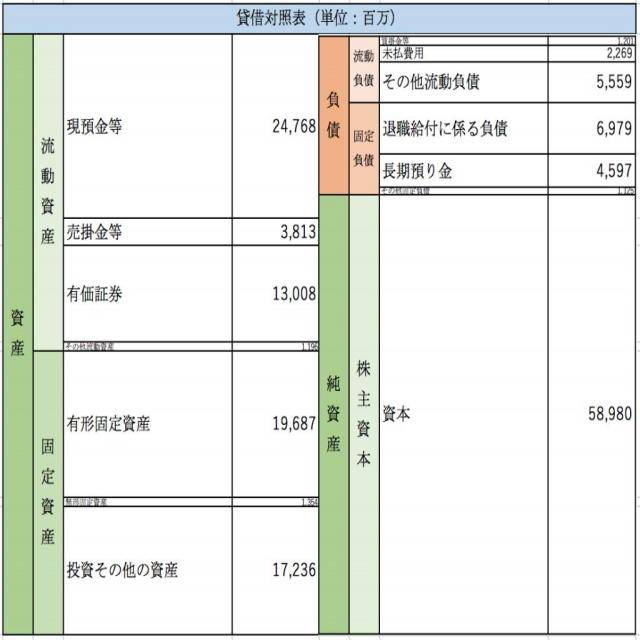 貸借対照表（単位：百万）
資産
流動資産
現預金等 24,768
売掛金等 3,813
有価証券 13,008
その他流動資産 1,196
固定資産
有形固定資産 19,687
無形固定資産 1,354
投資その他の資産 17,236
負債
流動負債
買掛金等 1,201
未払費用 2,269
その他流動負債 5,559
固定負債
退職給付に係る負債 6,979
長期預り金 4,597
その他固定負債 1,125
純資産
株主資本
資本 58,980